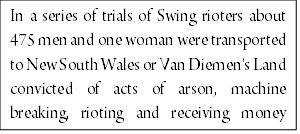 In a series of trials of Swing rioters about
475 men and one woman were transported
to New South Wales or Van Diemen's Land
convicted of acts of arson, machine
breaking, rioting and receiving money